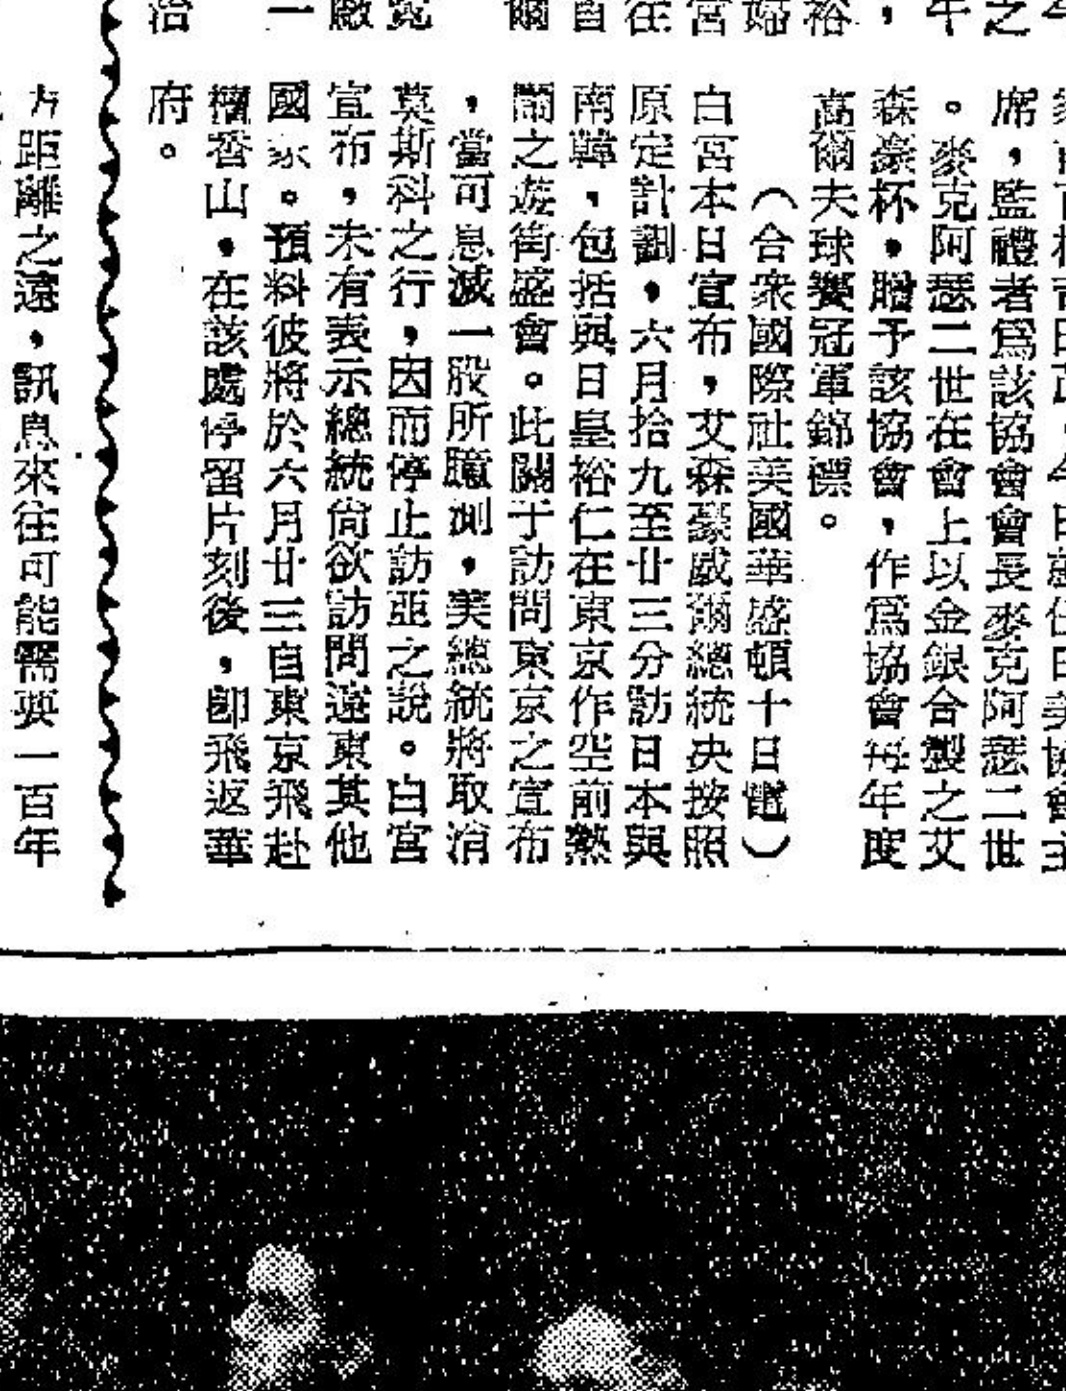 席，監禮者爲該協會會長麥克阿瑟二世
。麥克阿瑟二世在會上以金銀合製之艾
森豪杯，贈予該協會，作爲協會每年度
高爾夫球賽冠軍錦標。
（合衆國際社美國華盛頓十日電）
白宮本日宣布，艾森豪威爾總統决按照
原定計劃，六月拾九至廿三分訪日本與
南韓，包括與日皇裕仁在東京作空前熱
鬧之遊街盛會。此關于訪問東京之宣布
，當可息滅一般所臆測，美總統將取消
莫斯科之行，因而停止訪亚之説。白宮
宣布，未有表示總統尙欲訪問遠東其他
國家。預料彼將於六月廿三自東京飛赴
檀香山，在該處停留片刻後，卽飛返華
府。
方距離之遠，訊息來往可能需要一百年